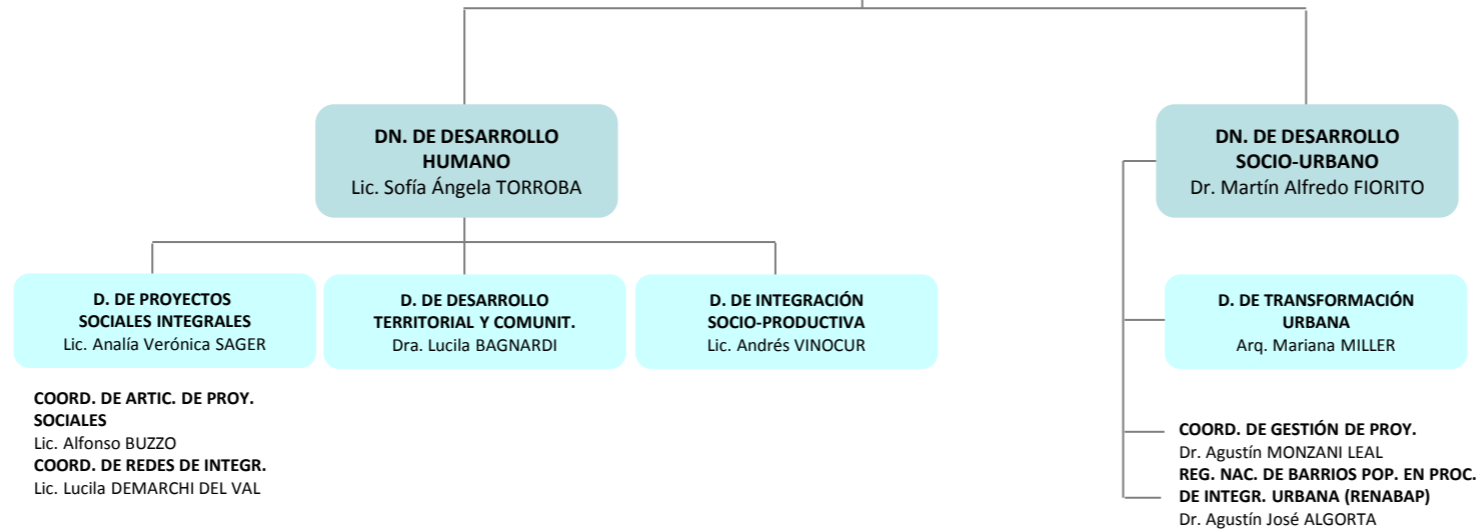 DN. DE DESARROLLO
HUMANO
Lic. Sofía Ángela TORROBA
DN. DE DESARROLLO
SOCIO-URBANO
Dr. Martín Alfredo FIORITO
D. DE PROYECTOS
SOCIALES INTEGRALES
Lic. Analía Verónica SAGER
D. DE DESARROLLO
TERRITORIAL Y COMUNIT.
Dra. Lucila BAGNARDI
D. DE INTEGRACIÓN
SOCIO-PRODUCTIVA
Lic. Andrés VINOCUR
D. DE TRANSFORMACIÓN
URBANA
Arq. Mariana MILLER
COORD. DE ARTIC. DE PROY.
SOCIALES
Lic. Alfonso BUZZO
COORD. DE REDES DE INTEGR.
Lic. Lucila DEMARCHI DEL VAL
COORD. DE GESTIÓN DE PROY.
Dr. Agustín MONZANI LEAL
REG. NAC. DE BARRIOS POP. EN PROC.
DE INTEGR. URBANA (RENABAP)
Dr. Agustín José ALGORTA